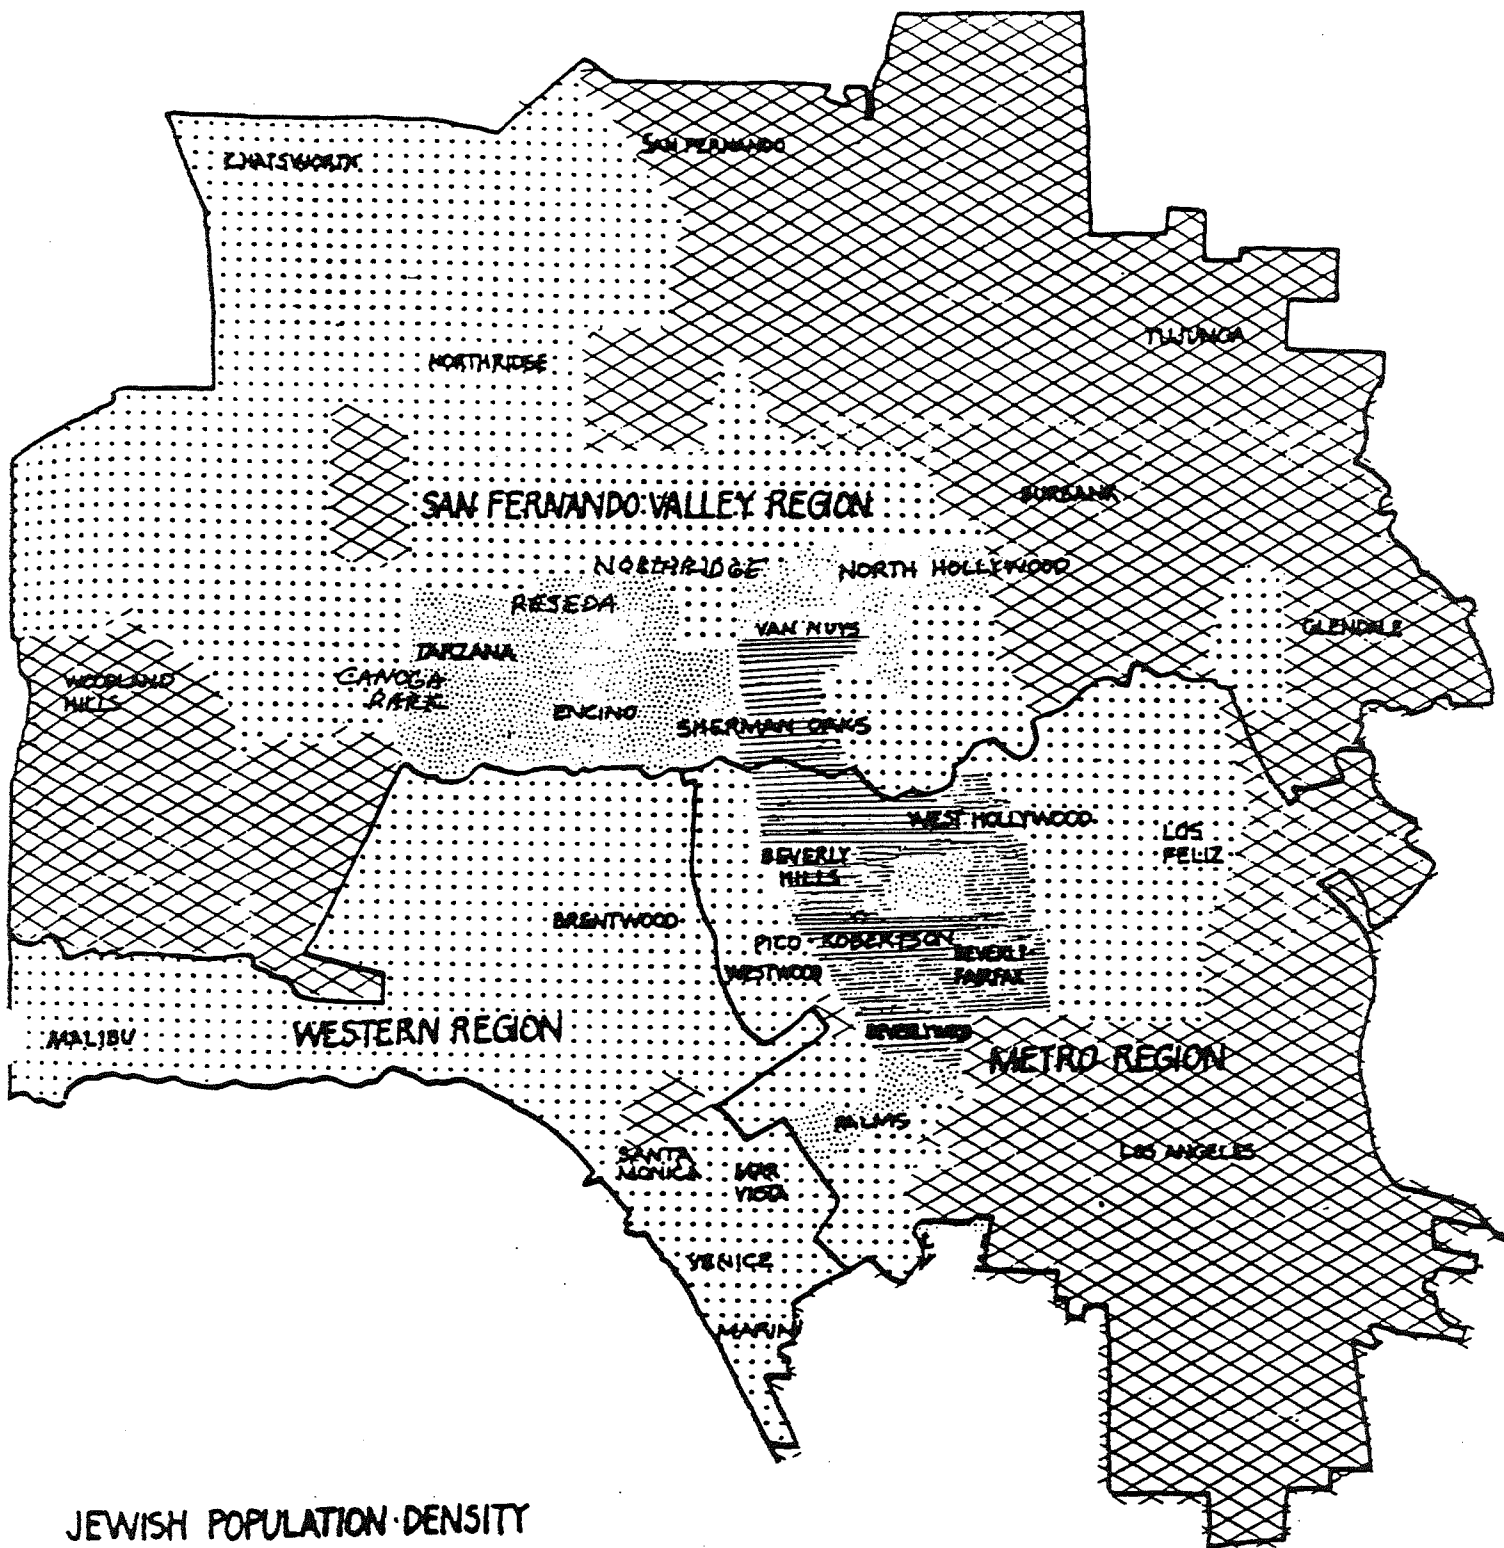 CHATSWORTH
SAN FERNANDO
TUJUNGA
NORTHRIDGE
SAN FERNANDO VALLEY REGION
BURBANK
NORTHRIDGE
NORTH HOLLYWOOD
RESEDA
VAN NUYS
GLENDALE
TARZANA
WOODLAND
HILLS
CANOGA
PARK
ENCINO
SHERMAN OAKS
WEST HOLLYWOOD
LOS
FELIZ
BEVERLY
HILLS
BRENTWOOD
PICO-ROBERTSON
BEVERLY-
FAIRFAX
WESTWOOD
MALIBU
WESTERN REGION
BEVERLYWOOD
METRO REGION
PALMS
SANTA
MONICA
MAR
VISTA
LOS ANGELES
VENICE
MARINA
JEWISH POPULATION DENSITY